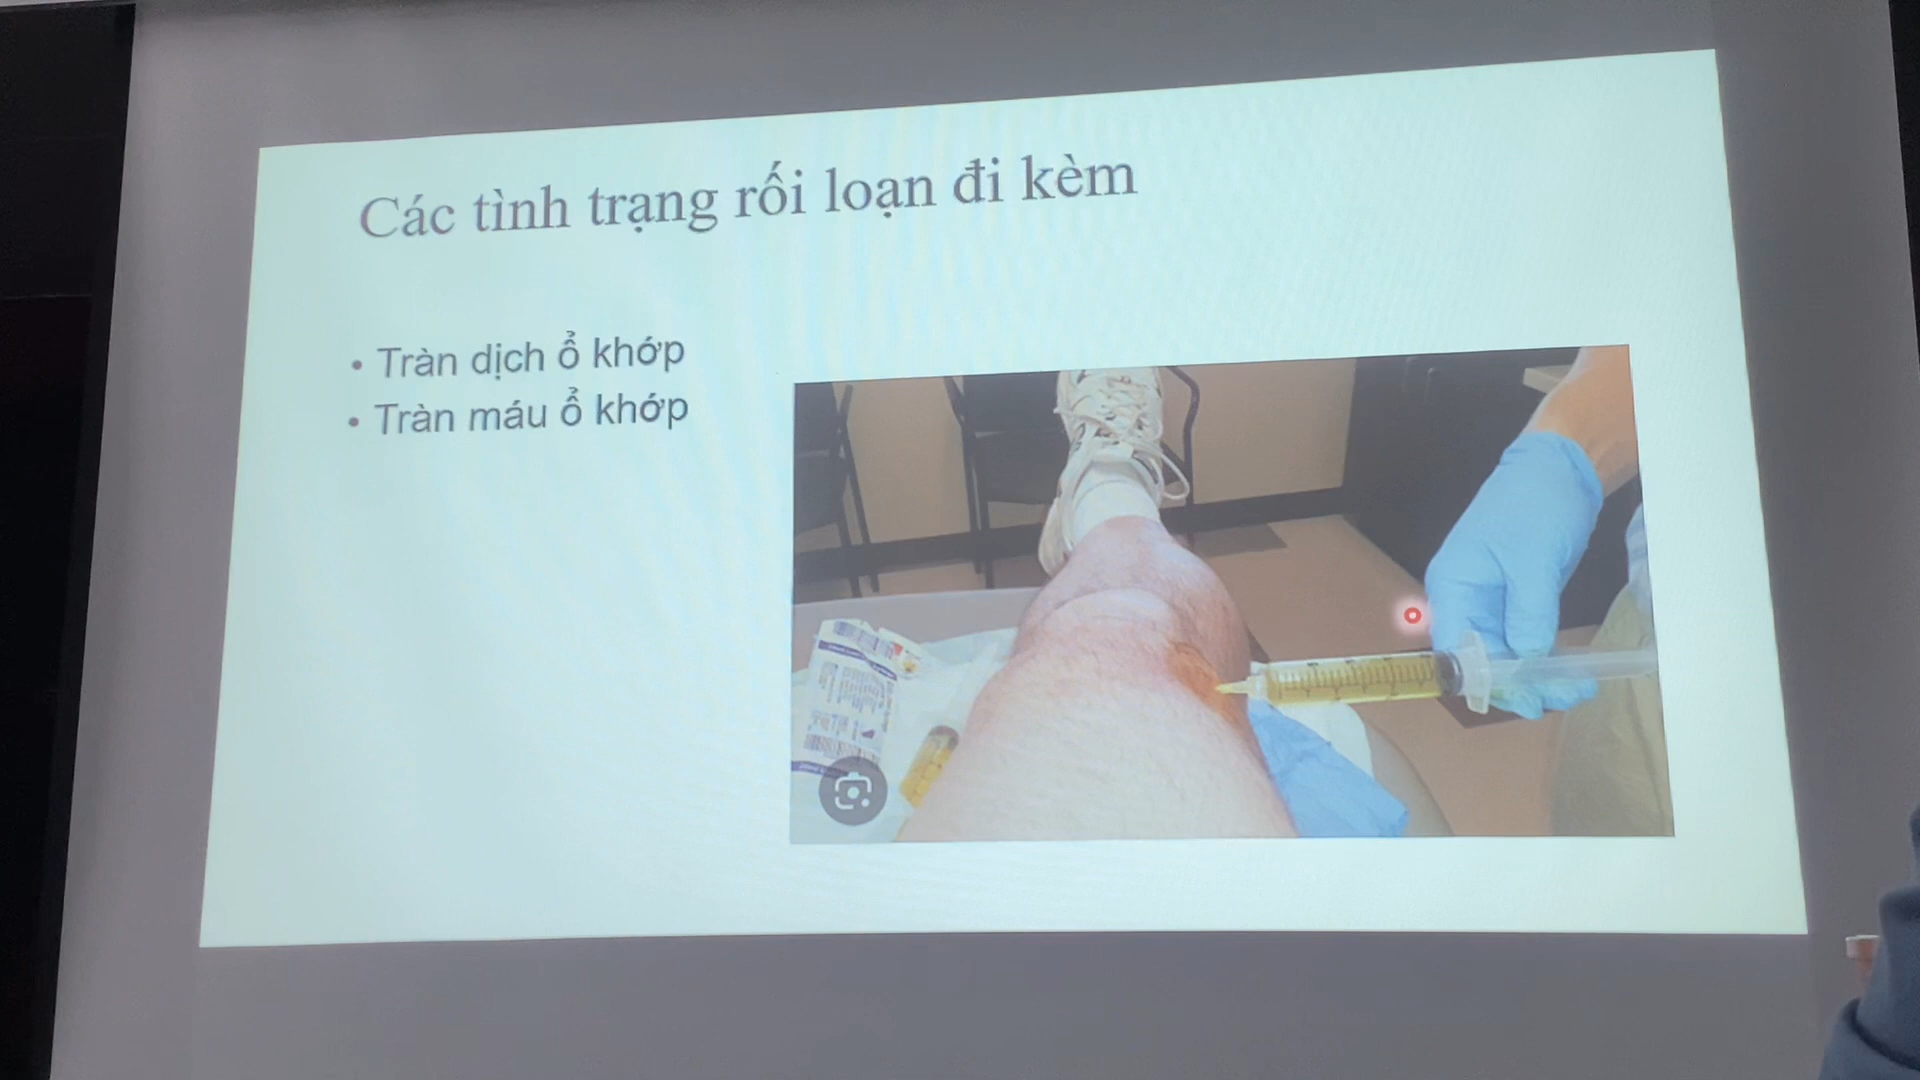 Các tình trạng rối loạn đi kèm
• Tràn dịch ổ khớp
• Tràn máu ổ khớp